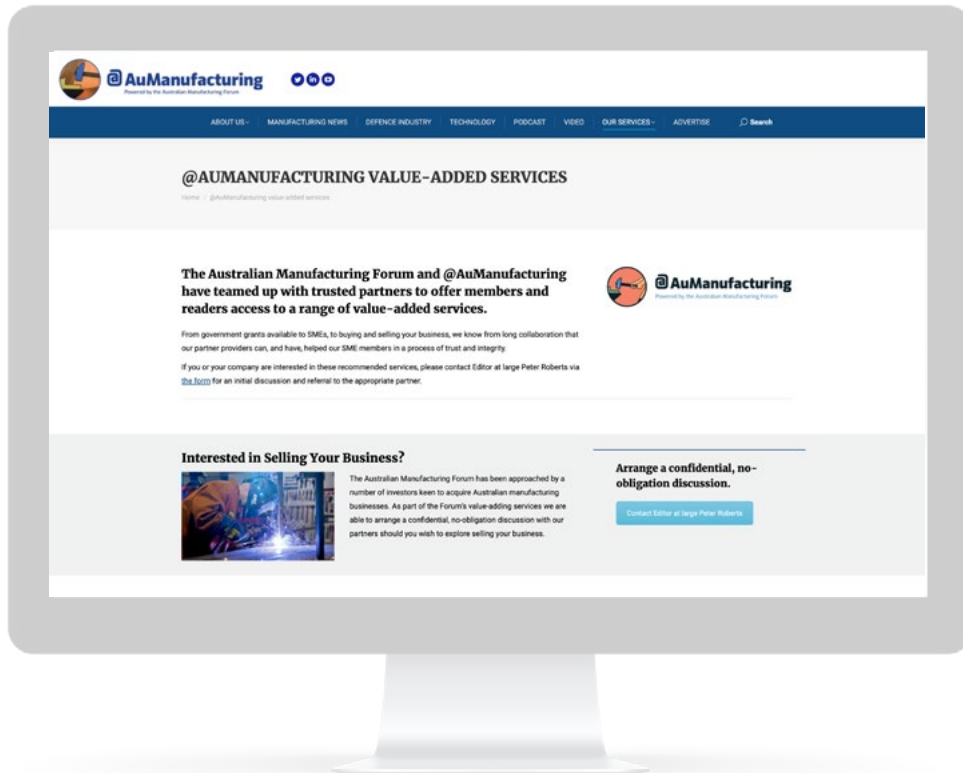 @AuManufacturing
Powered by the Australian Manufacturing Forum
ABOUT US
MANUFACTURING NEWS
DEFENCE INDUSTRY
TECHNOLOGY
PODCAST
VIDEO
OUR SERVICES
ADVERTISE
Search
@AUMANUFACTURING VALUE-ADDED SERVICES
Home / @AuManufacturing value-added services
The Australian Manufacturing Forum and @AuManufacturing
have teamed up with trusted partners to offer members and
readers access to a range of value-added services.
@AuManufacturing
Powered by the Australian Manufacturing Forum
From government grants available to SMEs, to buying and selling your business, we know from long collaboration that
our partner providers can, and have, helped our SME members in a process of trust and integrity.
If you or your company are interested in these recommended services, please contact Editor at large Peter Roberts via
the form for an initial discussion and referral to the appropriate partner.
Interested in Selling Your Business?
The Australian Manufacturing Forum has been approached by a
number of investors keen to acquire Australian manufacturing
businesses. As part of the Forum's value-adding services we are
able to arrange a confidential, no-obligation discussion with our
partners should you wish to explore selling your business.
Arrange a confidential, no-
obligation discussion.
Contact Editor at large Peter Roberts